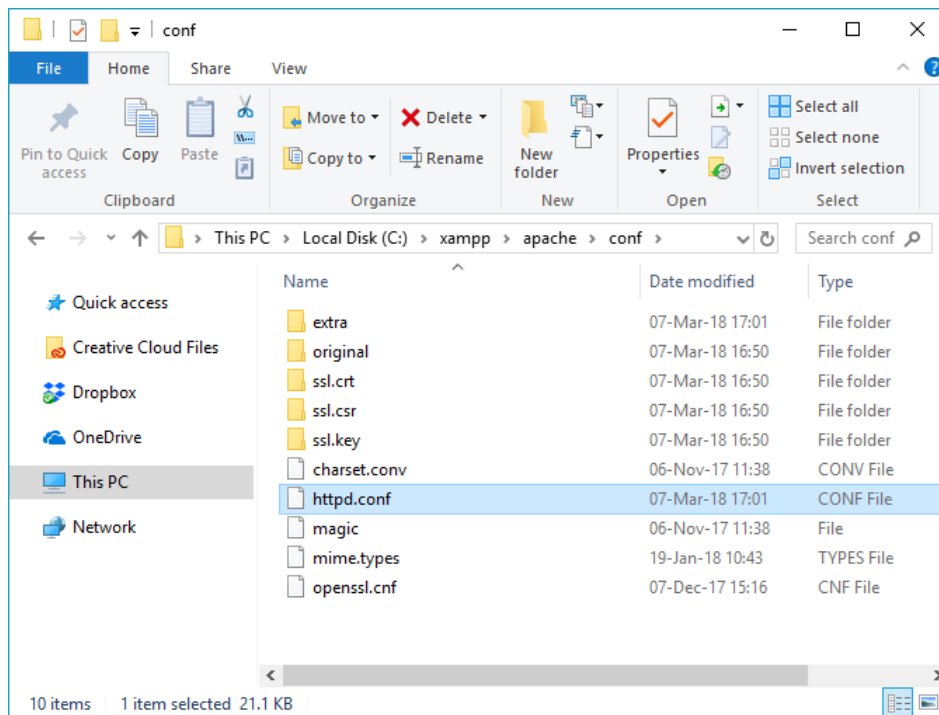 conf
File Home Share View
Pin to Quick access
Copy
Paste
Clipboard
Move to
Copy to
Delete
Rename
Organize
New folder
New
Properties
Open
Select all
Select none
Invert selection
Select
This PC Local Disk (C:) xampp apache conf
Search conf
Quick access
Creative Cloud Files
Dropbox
OneDrive
This PC
Network
Name Date modified Type
extra 07-Mar-18 17:01 File folder
original 07-Mar-18 16:50 File folder
ssl.crt 07-Mar-18 16:50 File folder
ssl.csr 07-Mar-18 16:50 File folder
ssl.key 07-Mar-18 16:50 File folder
charset.conv 06-Nov-17 11:38 CONV File
httpd.conf 07-Mar-18 17:01 CONF File
magic 06-Nov-17 11:38 File
mime.types 19-Jan-18 10:43 TYPES File
openssl.cnf 07-Dec-17 15:16 CNF File
10 items 1 item selected 21.1 KB